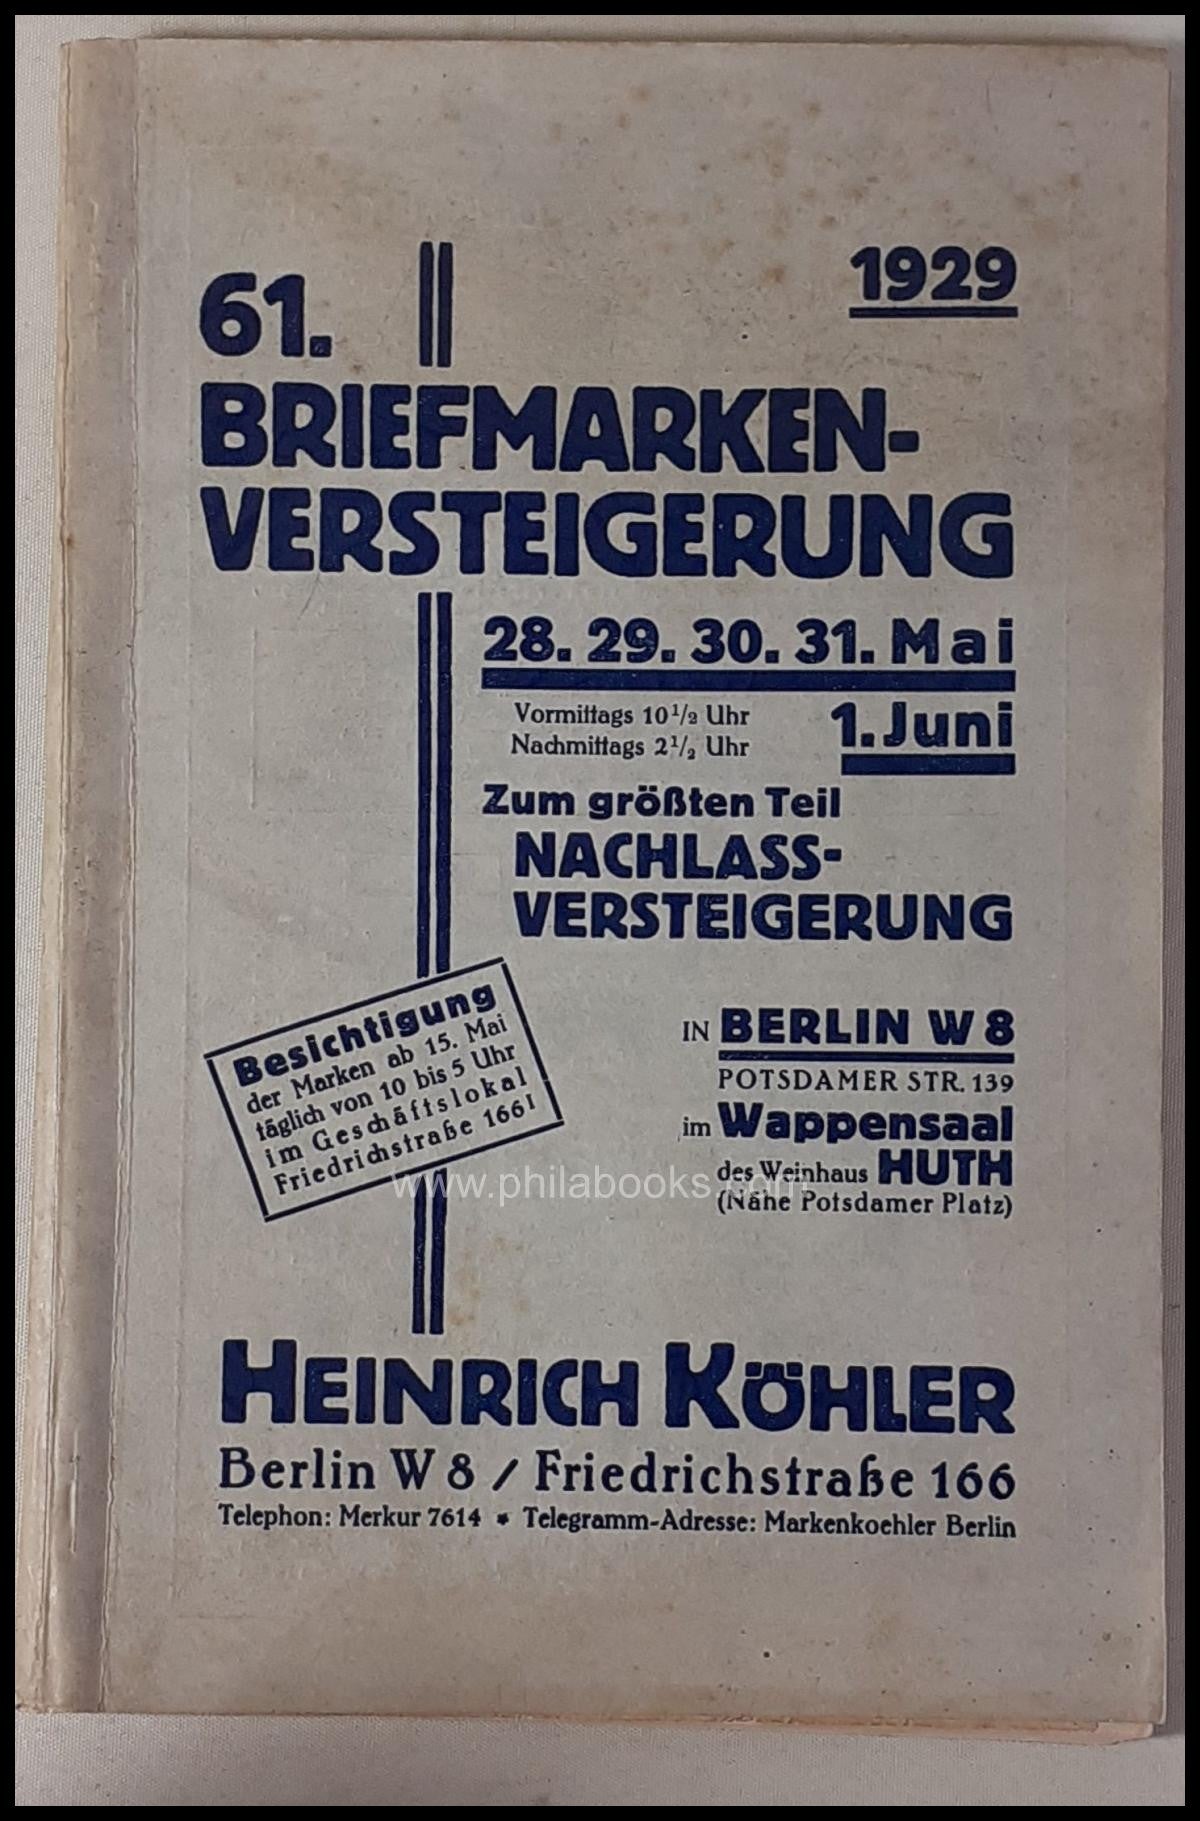 1929
61.
BRIEFMARKEN-
VERSTEIGERUNG
28. 29. 30. 31. Mai
1. Juni
Vormittags 10 1/2 Uhr
Nachmittags 2 1/2 Uhr
Zum größten Teil
NACHLASS-
VERSTEIGERUNG
Besichtigung
der Marken ab 15. Mai
täglich von 10 bis 5 Uhr
im Geschäftslokal
Friedrichstraße 166I
IN BERLIN W 8
POTSDAMER STR. 139
im Wappensaal
des Weinhaus HUTH
(Nähe Potsdamer Platz)
www.philabooks.com
HEINRICH KÖHLER
Berlin W 8 / Friedrichstraße 166
Telephon: Merkur 7614 * Telegramm-Adresse: Markenkoehler Berlin